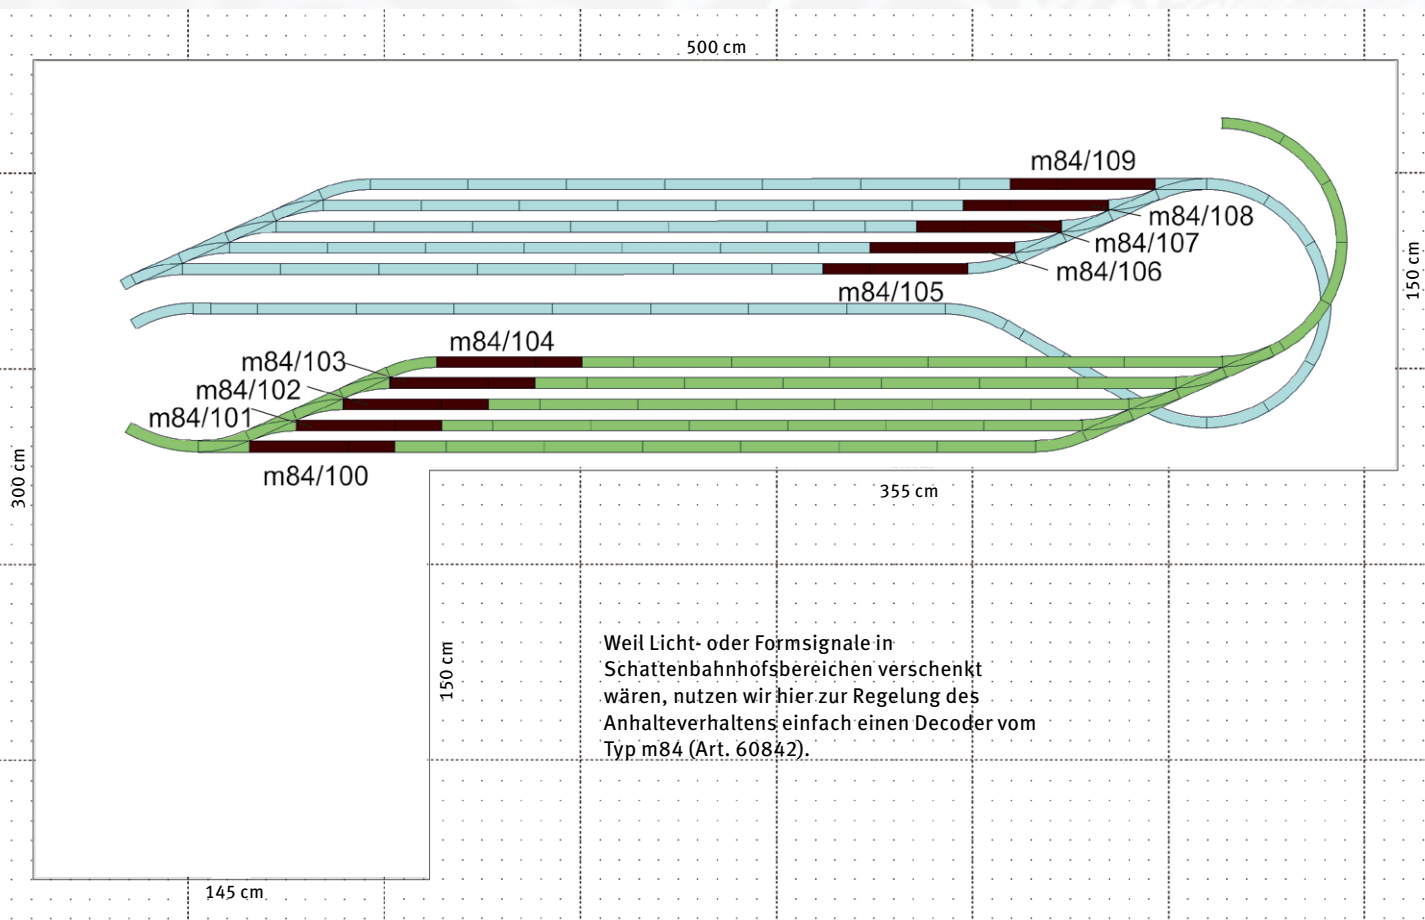 500 cm
m84/109
m84/108
m84/107
m84/106
m84/105
150 cm
m84/104
m84/103
m84/102
m84/101
m84/100
300 cm
355 cm
150 cm
Weil Licht- oder Formsignale in
Schattenbahnhofsbereichen verschenkt
wären, nutzen wir hier zur Regelung des
Anhalteverhaltens einfach einen Decoder vom
Typ m84 (Art. 60842).
145 cm